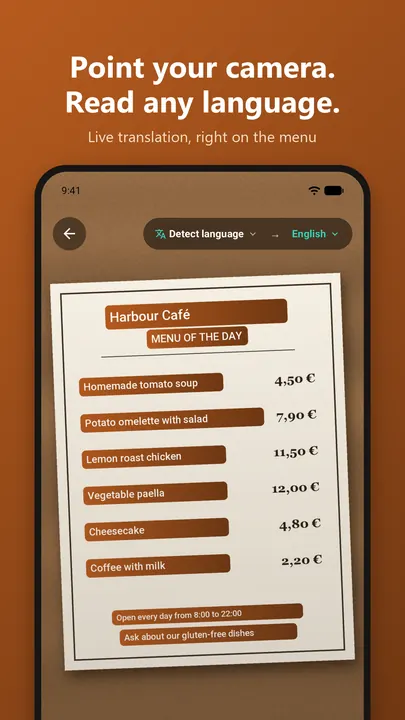 Point your camera.
Read any language.
Live translation, right on the menu
9:41
Detect language → English
Harbour Café
MENU OF THE DAY
Homemade tomato soup 4,50 €
Potato omelette with salad 7,90 €
Lemon roast chicken 11,50 €
Vegetable paella 12,00 €
Cheesecake 4,80 €
Coffee with milk 2,20 €
Open every day from 8:00 to 22:00
Ask about our gluten-free dishes